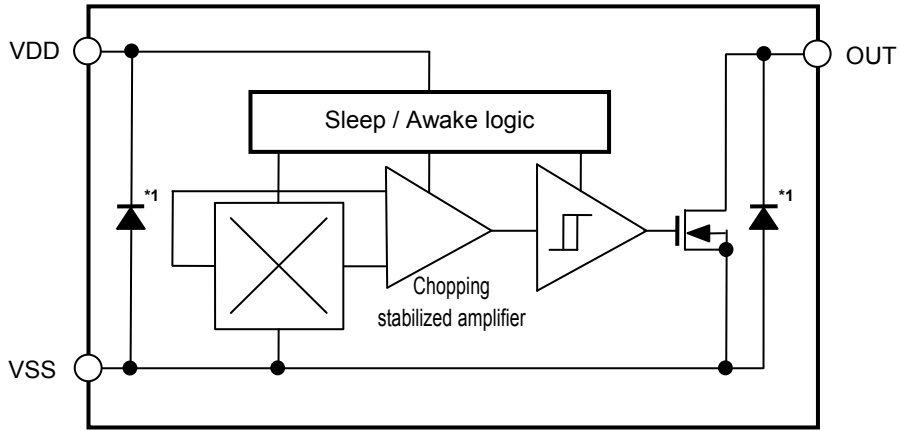 VDD
OUT
Sleep / Awake logic
*1
*1
Chopping
stabilized amplifier
VSS